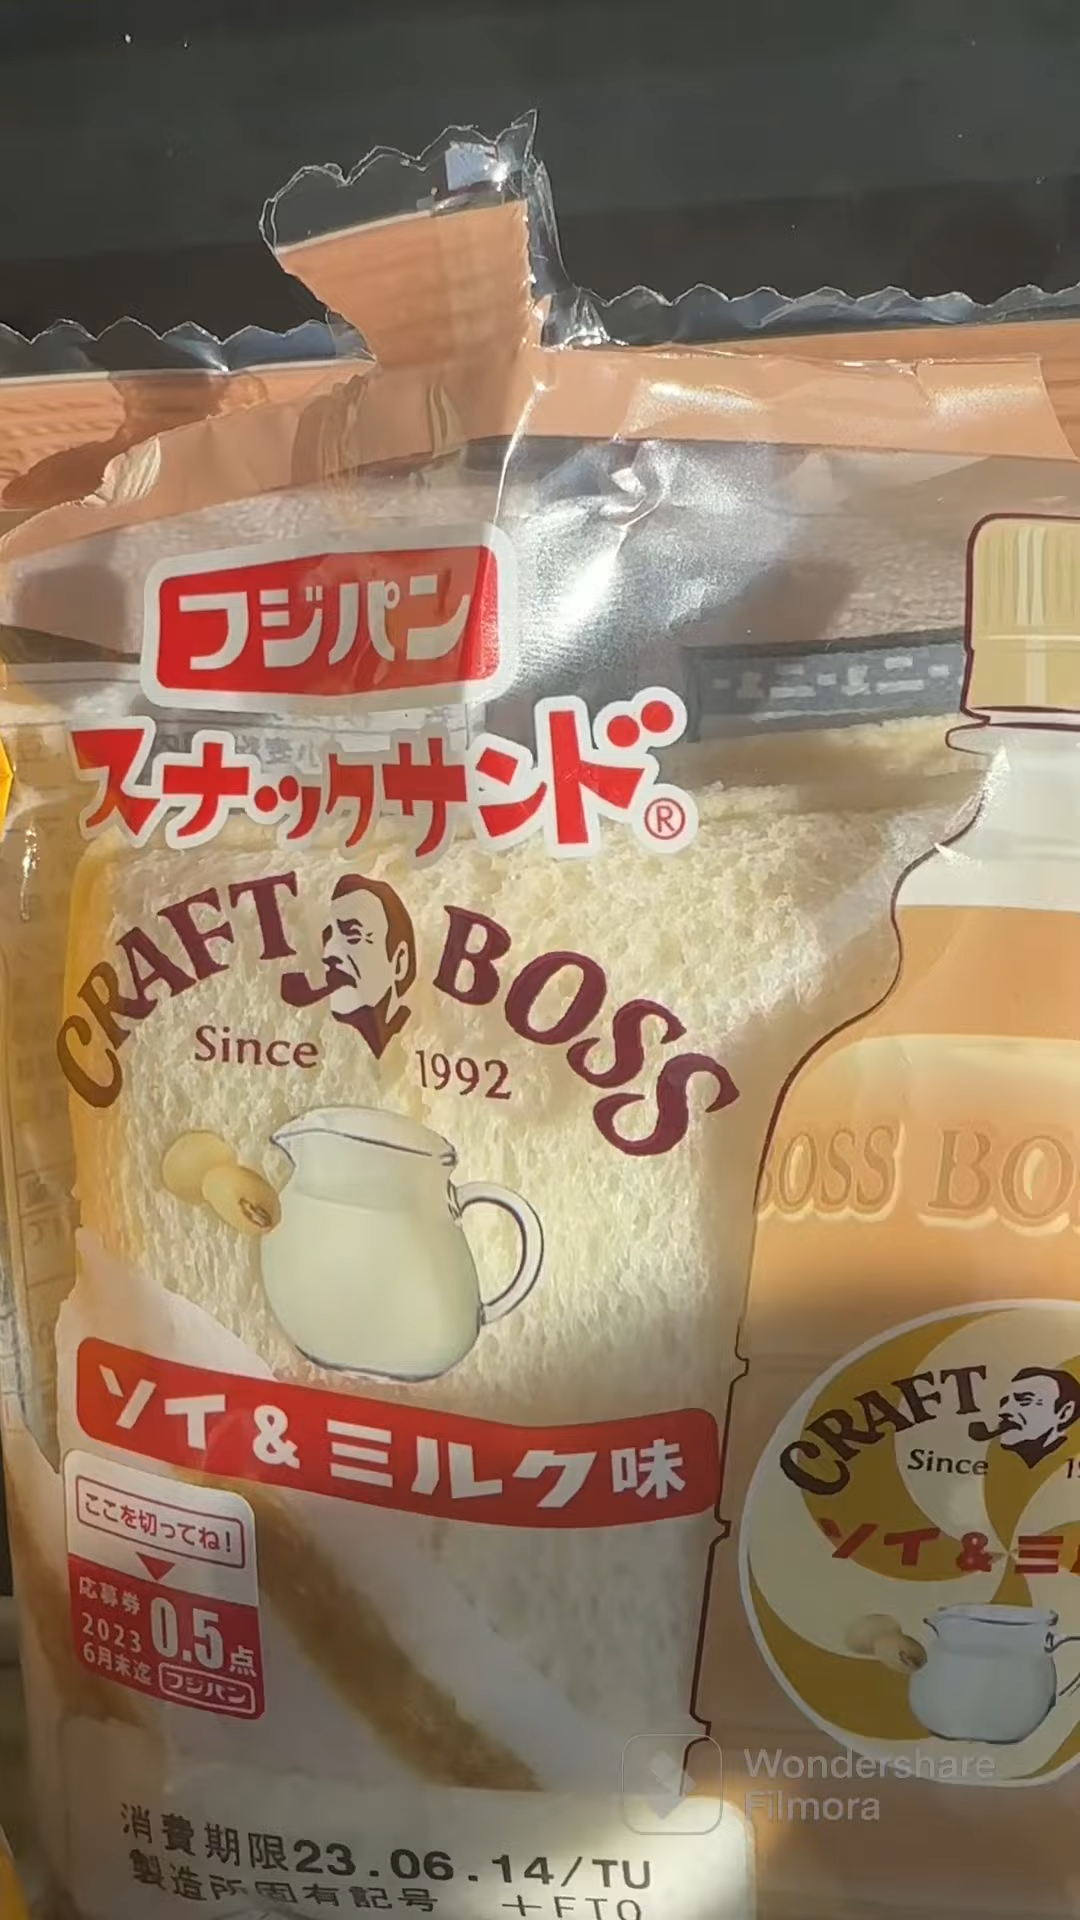 フジパン
スナックサンド®
CRAFT BOSS
Since 1992
ソイ&ミルク味
ここを切ってね!
応募券
2023
6月末迄
0.5点
フジパン
消費期限23.06.14/TU
製造所固有記号 +FTO
BOSS
CRAFT
Since
ソイ&ミ
Wondershare
Filmora